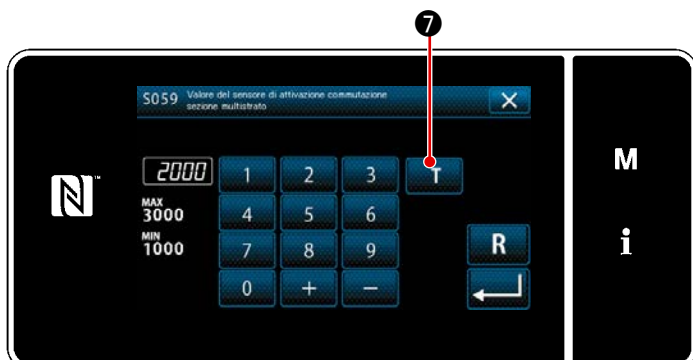 7
S059 Valore del sensore di attivazione commutazione
sezione multistrato
X
2000
1 2 3 T
MAX
3000
4 5 6
MIN
1000
7 8 9 R
0 + −
N
™
M
i